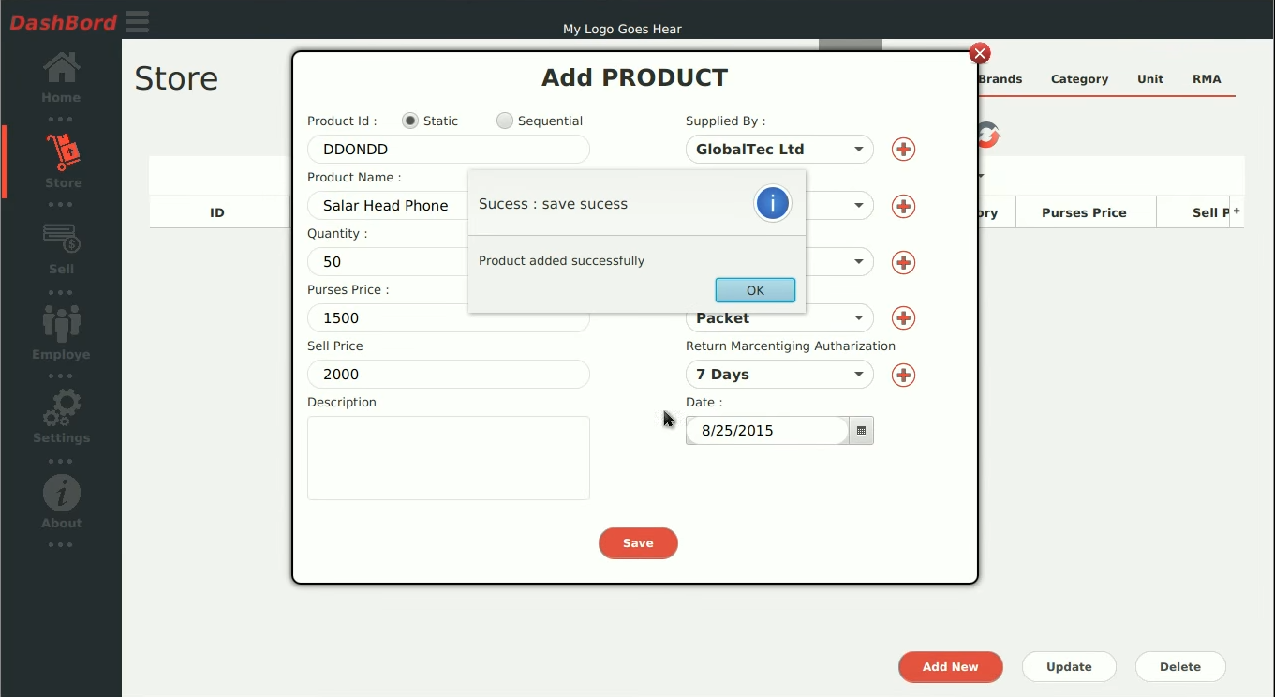 DashBord
My Logo Goes Hear
Home
Store
Sell
Employe
Settings
About
Store
Brands
Category
Unit
RMA
ID
Purses Price
Sell P
+
Add PRODUCT
Product Id :
Static
Sequential
DDONDD
Product Name :
Salar Head Phone
Quantity :
50
Purses Price :
1500
Sell Price
2000
Description
Supplied By :
GlobalTec Ltd
Packet
Return Marcentiging Autharization
7 Days
Date :
8/25/2015
Save
Sucess : save sucess
i
Product added successfully
OK
Add New
Update
Delete